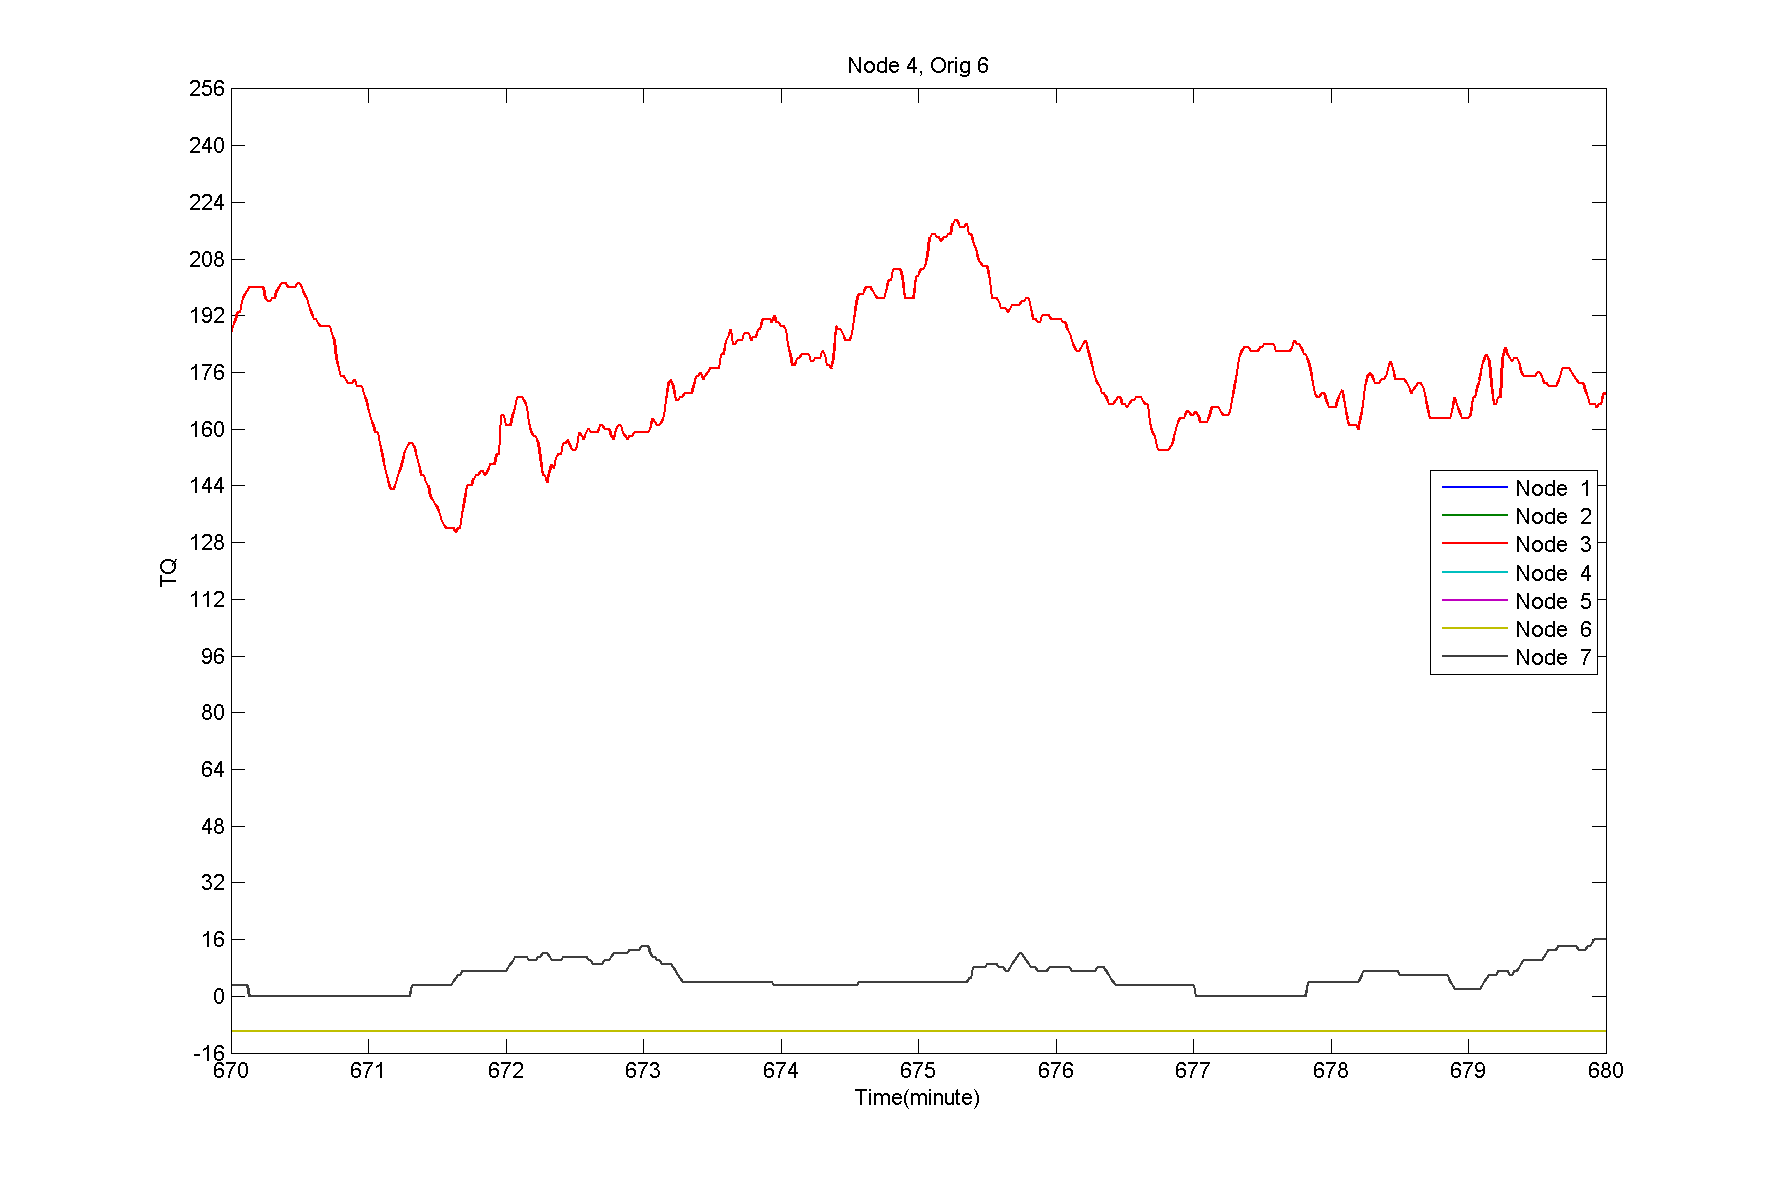 Node 4, Orig 6
256
240
224
208
192
176
160
144
128
112
96
80
64
48
32
16
0
-16
TQ
Node 1
Node 2
Node 3
Node 4
Node 5
Node 6
Node 7
670 671 672 673 674 675 676 677 678 679 680
Time(minute)